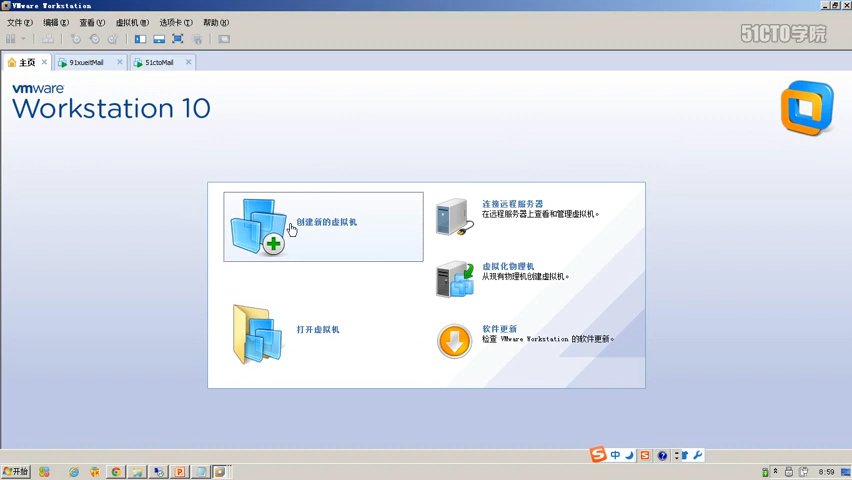 VMware Workstation
文件(F) 编辑(E) 查看(V) 虚拟机(M) 选项卡(T) 帮助(H)
51CTO学院
主页 91xueitMail 51ctoMail
vmware
Workstation 10
创建新的虚拟机
连接远程服务器
在远程服务器上查看和管理虚拟机。
虚拟化物理机
从现有物理机创建虚拟机。
打开虚拟机
软件更新
检查 VMware Workstation 的软件更新。
中
开始
8:59